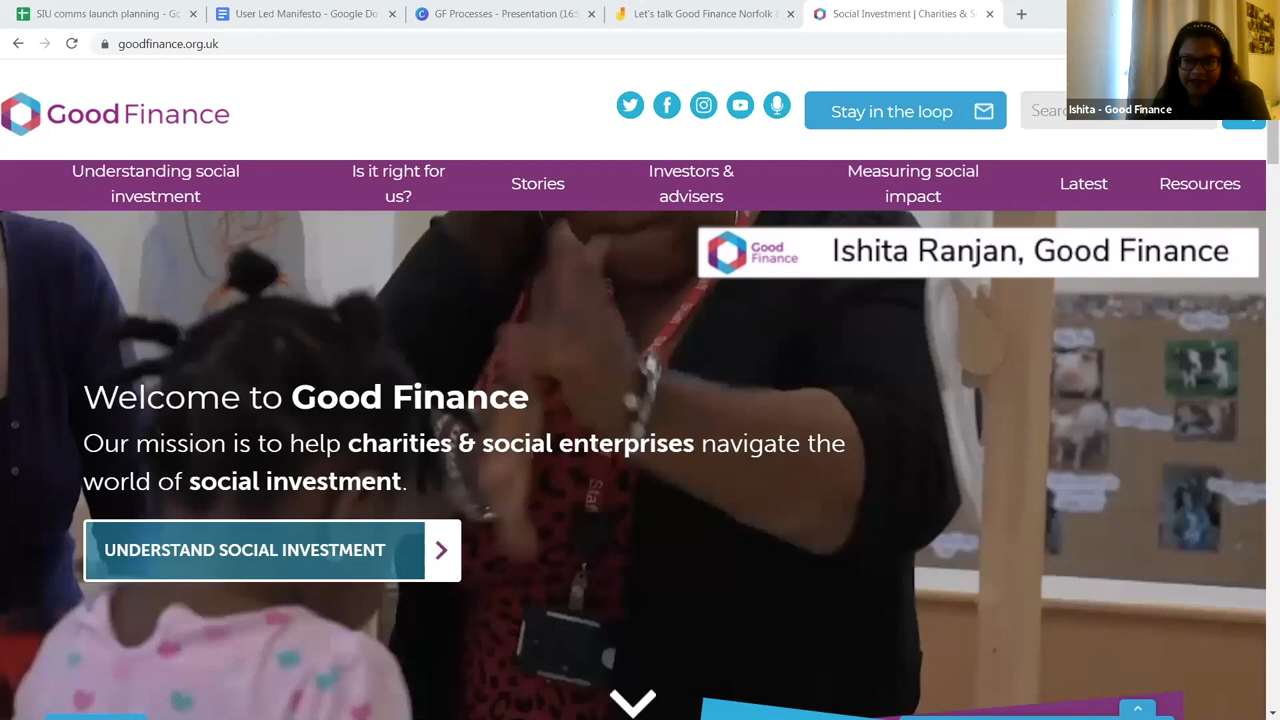 SIU comms launch planning - Go
User Led Manifesto - Google Do
GF Processes - Presentation (16:
Let's talk Good Finance Norfolk
Social Investment | Charities & S
goodfinance.org.uk
Good Finance
Stay in the loop
Sear
Ishita - Good Finance
Understanding social
investment
Is it right for
us?
Stories
Investors &
advisers
Measuring social
impact
Latest
Resources
Good
Finance
Ishita Ranjan, Good Finance
Welcome to Good Finance
Our mission is to help charities & social enterprises navigate the
world of social investment.
Staf
UNDERSTAND SOCIAL INVESTMENT